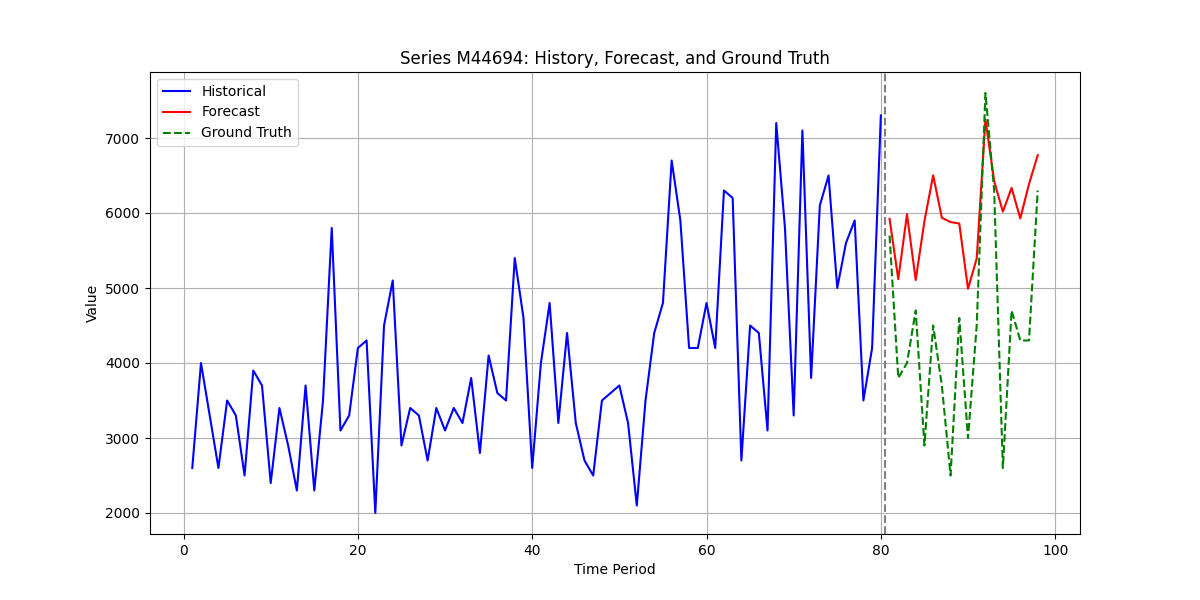 Series M44694: History, Forecast, and Ground Truth
Historical
Forecast
Ground Truth
7000
6000
5000
4000
3000
2000
Value
0 20 40 60 80 100
Time Period